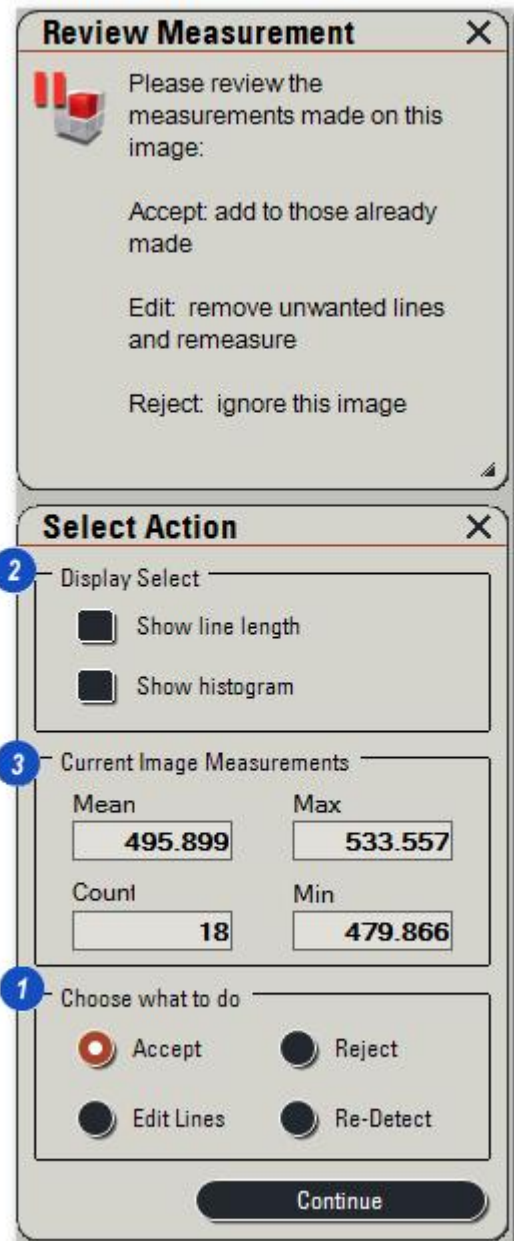 Review Measurement
Please review the
measurements made on this
image:
Accept: add to those already
made
Edit: remove unwanted lines
and remeasure
Reject: ignore this image
Select Action
2
Display Select
Show line length
Show histogram
3
Current Image Measurements
Mean Max
495.899 533.557
Count Min
18 479.866
1
Choose what to do
Accept Reject
Edit Lines Re-Detect
Continue